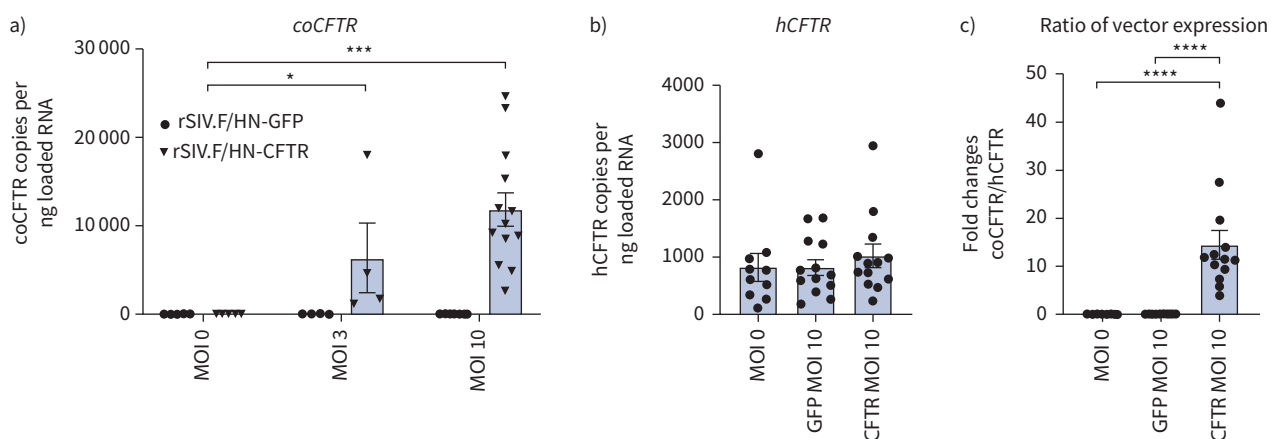 a)
coCFTR
30 000
20 000
10 000
0
coCFTR copies per
ng loaded RNA
***
*
rSIV.F/HN-GFP
rSIV.F/HN-CFTR
MOI 0
MOI 3
MOI 10
b)
hCFTR
4000
3000
2000
1000
0
hCFTR copies per
ng loaded RNA
MOI 0
GFP MOI 10
CFTR MOI 10
c)
Ratio of vector expression
****
****
50
40
30
20
10
0
Fold changes
coCFTR/hCFTR
MOI 0
GFP MOI 10
CFTR MOI 10